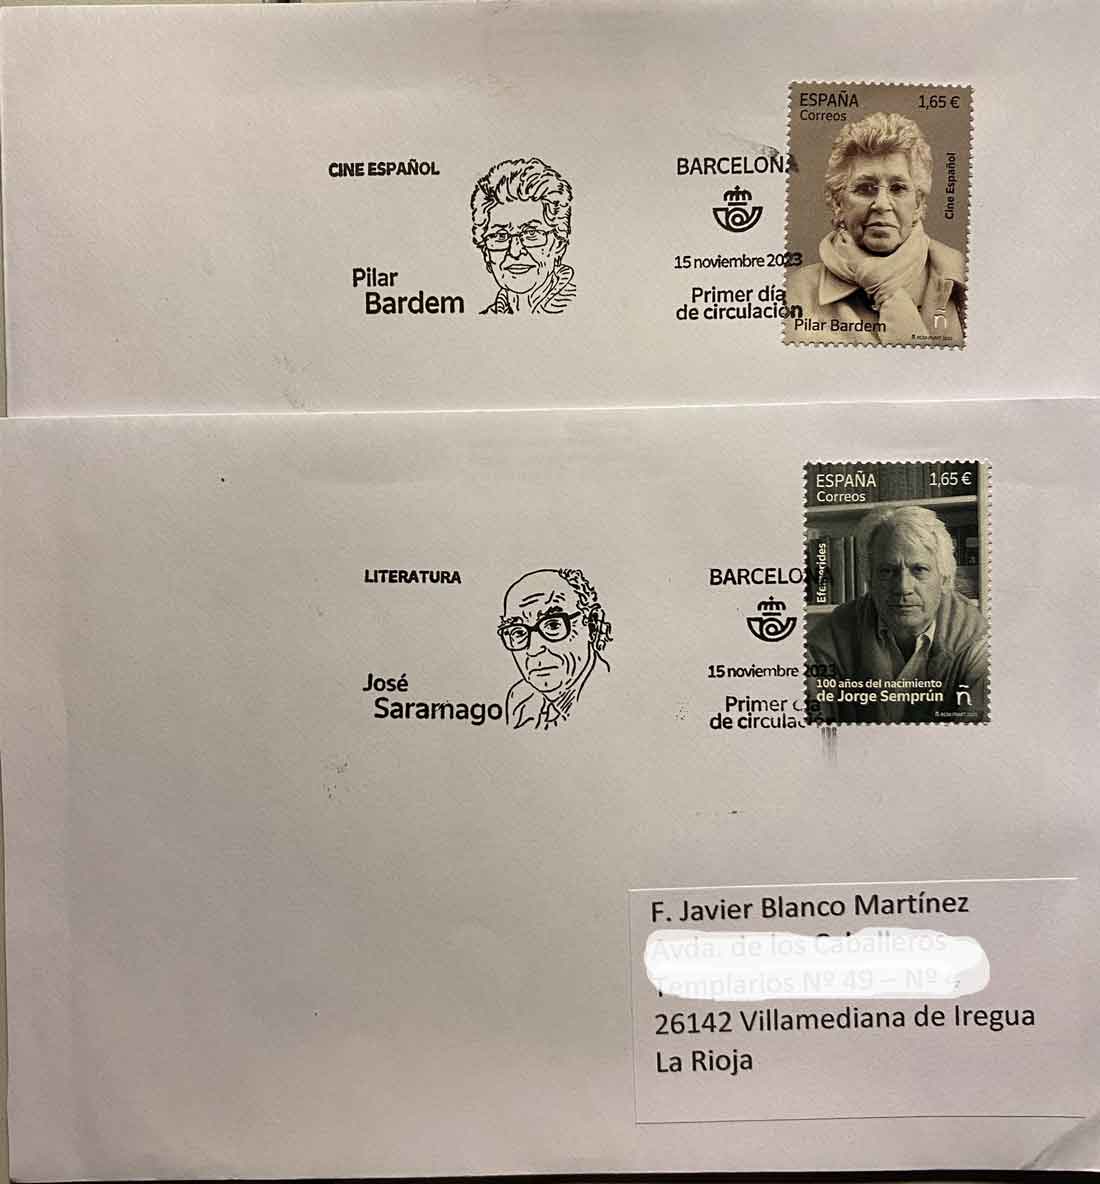 CINE ESPAÑOL
Pilar
Bardem
BARCELONA
15 noviembre 2023
Primer día
de circulación
ESPAÑA 1,65 €
Correos
Cine Español
Pilar Bardem
ñ
LITERATURA
José
Saramago
BARCELONA
15 noviembre 2023
Primer día
de circulación
ESPAÑA 1,65 €
Correos
Efemérides
100 años del nacimiento
de Jorge Semprún
ñ
F. Javier Blanco Martínez
26142 Villamediana de Iregua
La Rioja